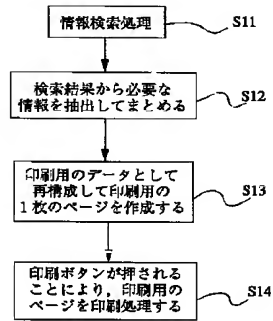 情報検索処理
S11
検索結果から必要な
情報を抽出してまとめる
S12
印刷用のデータとして
再構成して印刷用の
1枚のページを作成する
S13
印刷ボタンが押される
ことにより,印刷用の
ページを印刷処理する
S14